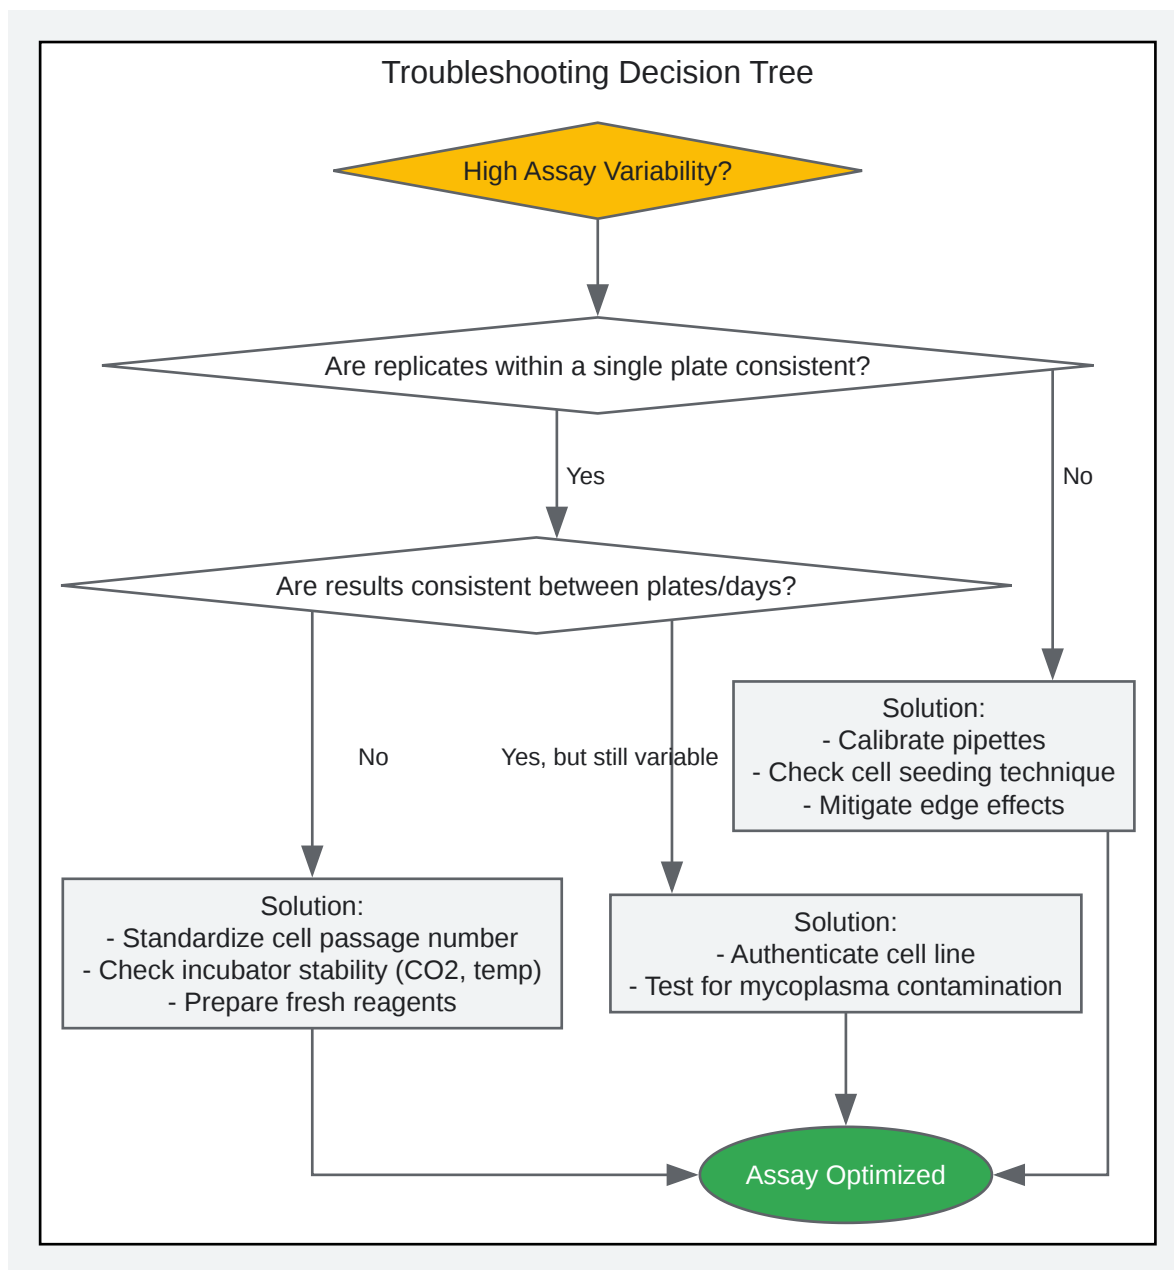 Troubleshooting Decision Tree
High Assay Variability?
Are replicates within a single plate consistent?
Yes
No
Are results consistent between plates/days?
No
Yes, but still variable
Solution:
- Calibrate pipettes
- Check cell seeding technique
- Mitigate edge effects
Solution:
- Standardize cell passage number
- Check incubator stability (CO2, temp)
- Prepare fresh reagents
Solution:
- Authenticate cell line
- Test for mycoplasma contamination
Assay Optimized